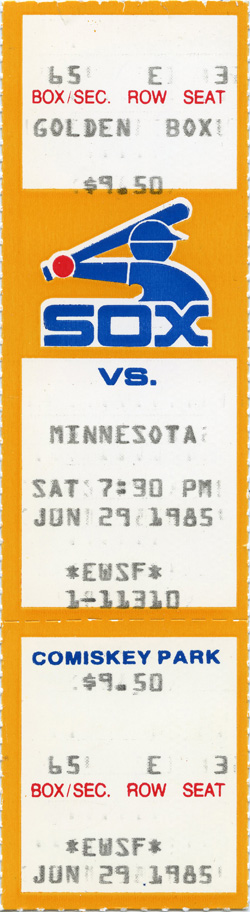 65 E 3
BOX/SEC. ROW SEAT
GOLDEN BOX
$9.50
SOX
VS.
MINNESOTA
SAT 7:30 PM
JUN 29 1985
*EWSF*
1-11310
COMISKEY PARK
$9.50
65 E 3
BOX/SEC. ROW SEAT
*EWSF*
JUN 29 1985